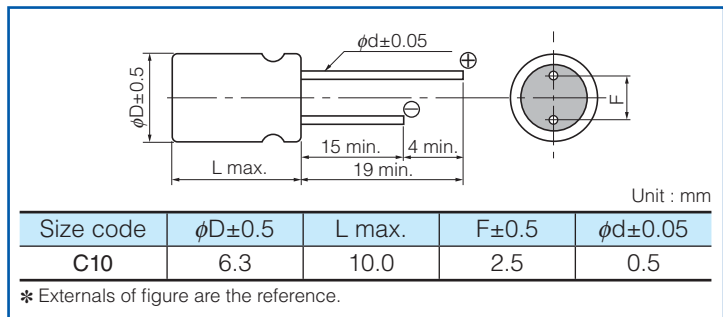 ϕd±0.05
⊕
ϕD±0.5
⊖
F
15 min.
4 min.
L max.
19 min.
Unit : mm
Size code ϕD±0.5 L max. F±0.5 ϕd±0.05
C10 6.3 10.0 2.5 0.5
✻ Externals of figure are the reference.